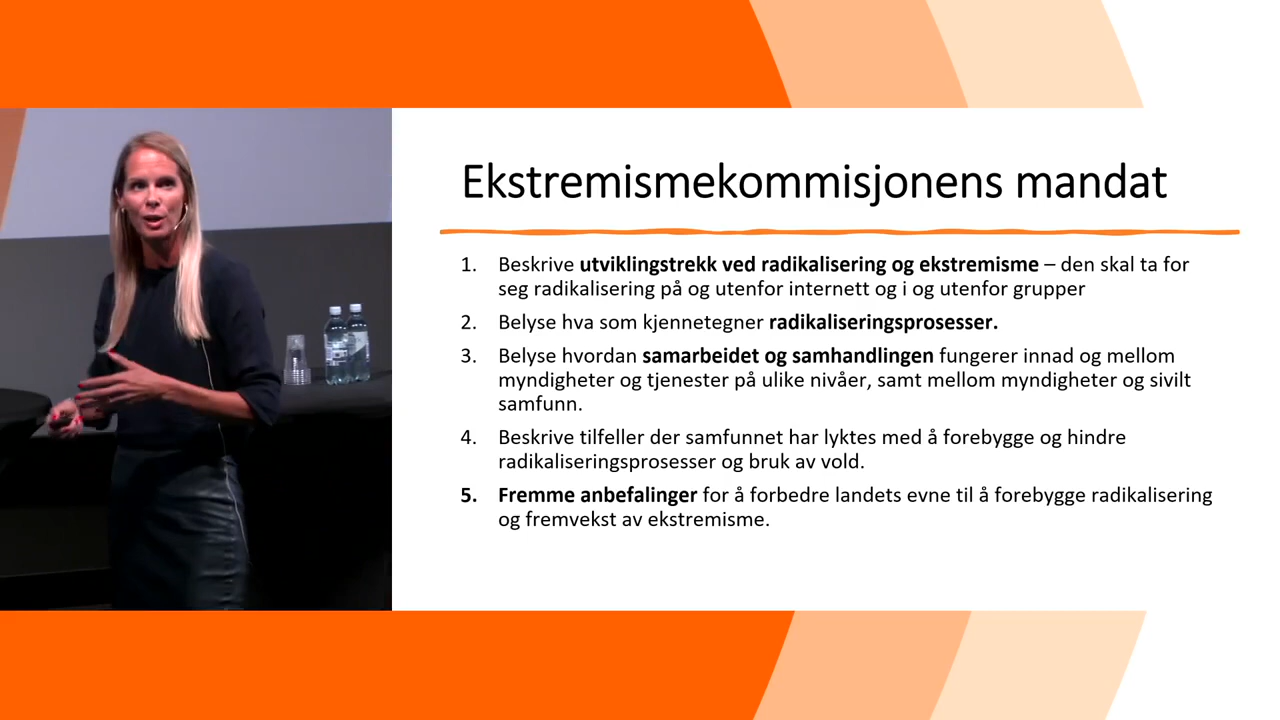 Ekstremismekommisjonens mandat
1. Beskrive utviklingstrekk ved radikalisering og ekstremisme – den skal ta for
seg radikalisering på og utenfor internett og i og utenfor grupper
2. Belyse hva som kjennetegner radikaliseringsprosesser.
3. Belyse hvordan samarbeidet og samhandlingen fungerer innad og mellom
myndigheter og tjenester på ulike nivåer, samt mellom myndigheter og sivilt
samfunn.
4. Beskrive tilfeller der samfunnet har lyktes med å forebygge og hindre
radikaliseringsprosesser og bruk av vold.
5. Fremme anbefalinger for å forbedre landets evne til å forebygge radikalisering
og fremvekst av ekstremisme.